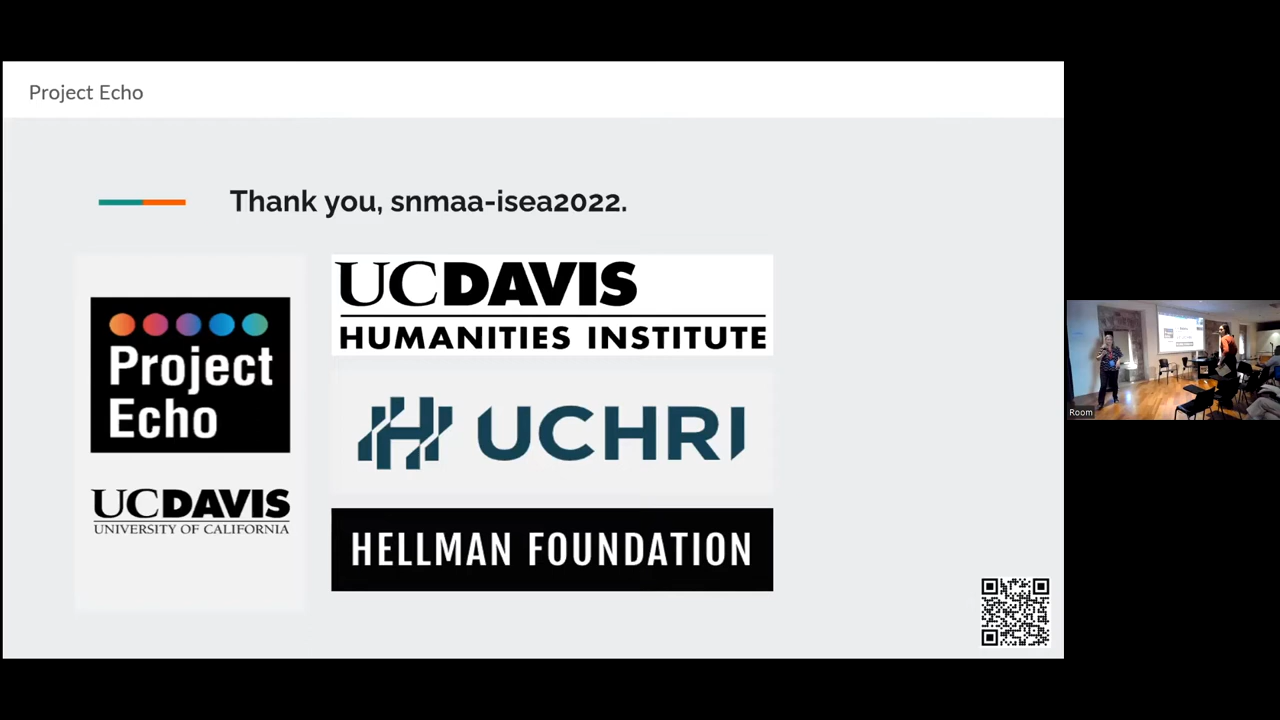 Project Echo
Thank you, snmaa-isea2022.
Project
Echo
UCDAVIS
UNIVERSITY OF CALIFORNIA
UCDAVIS
HUMANITIES INSTITUTE
UCHRI
HELLMAN FOUNDATION
Room